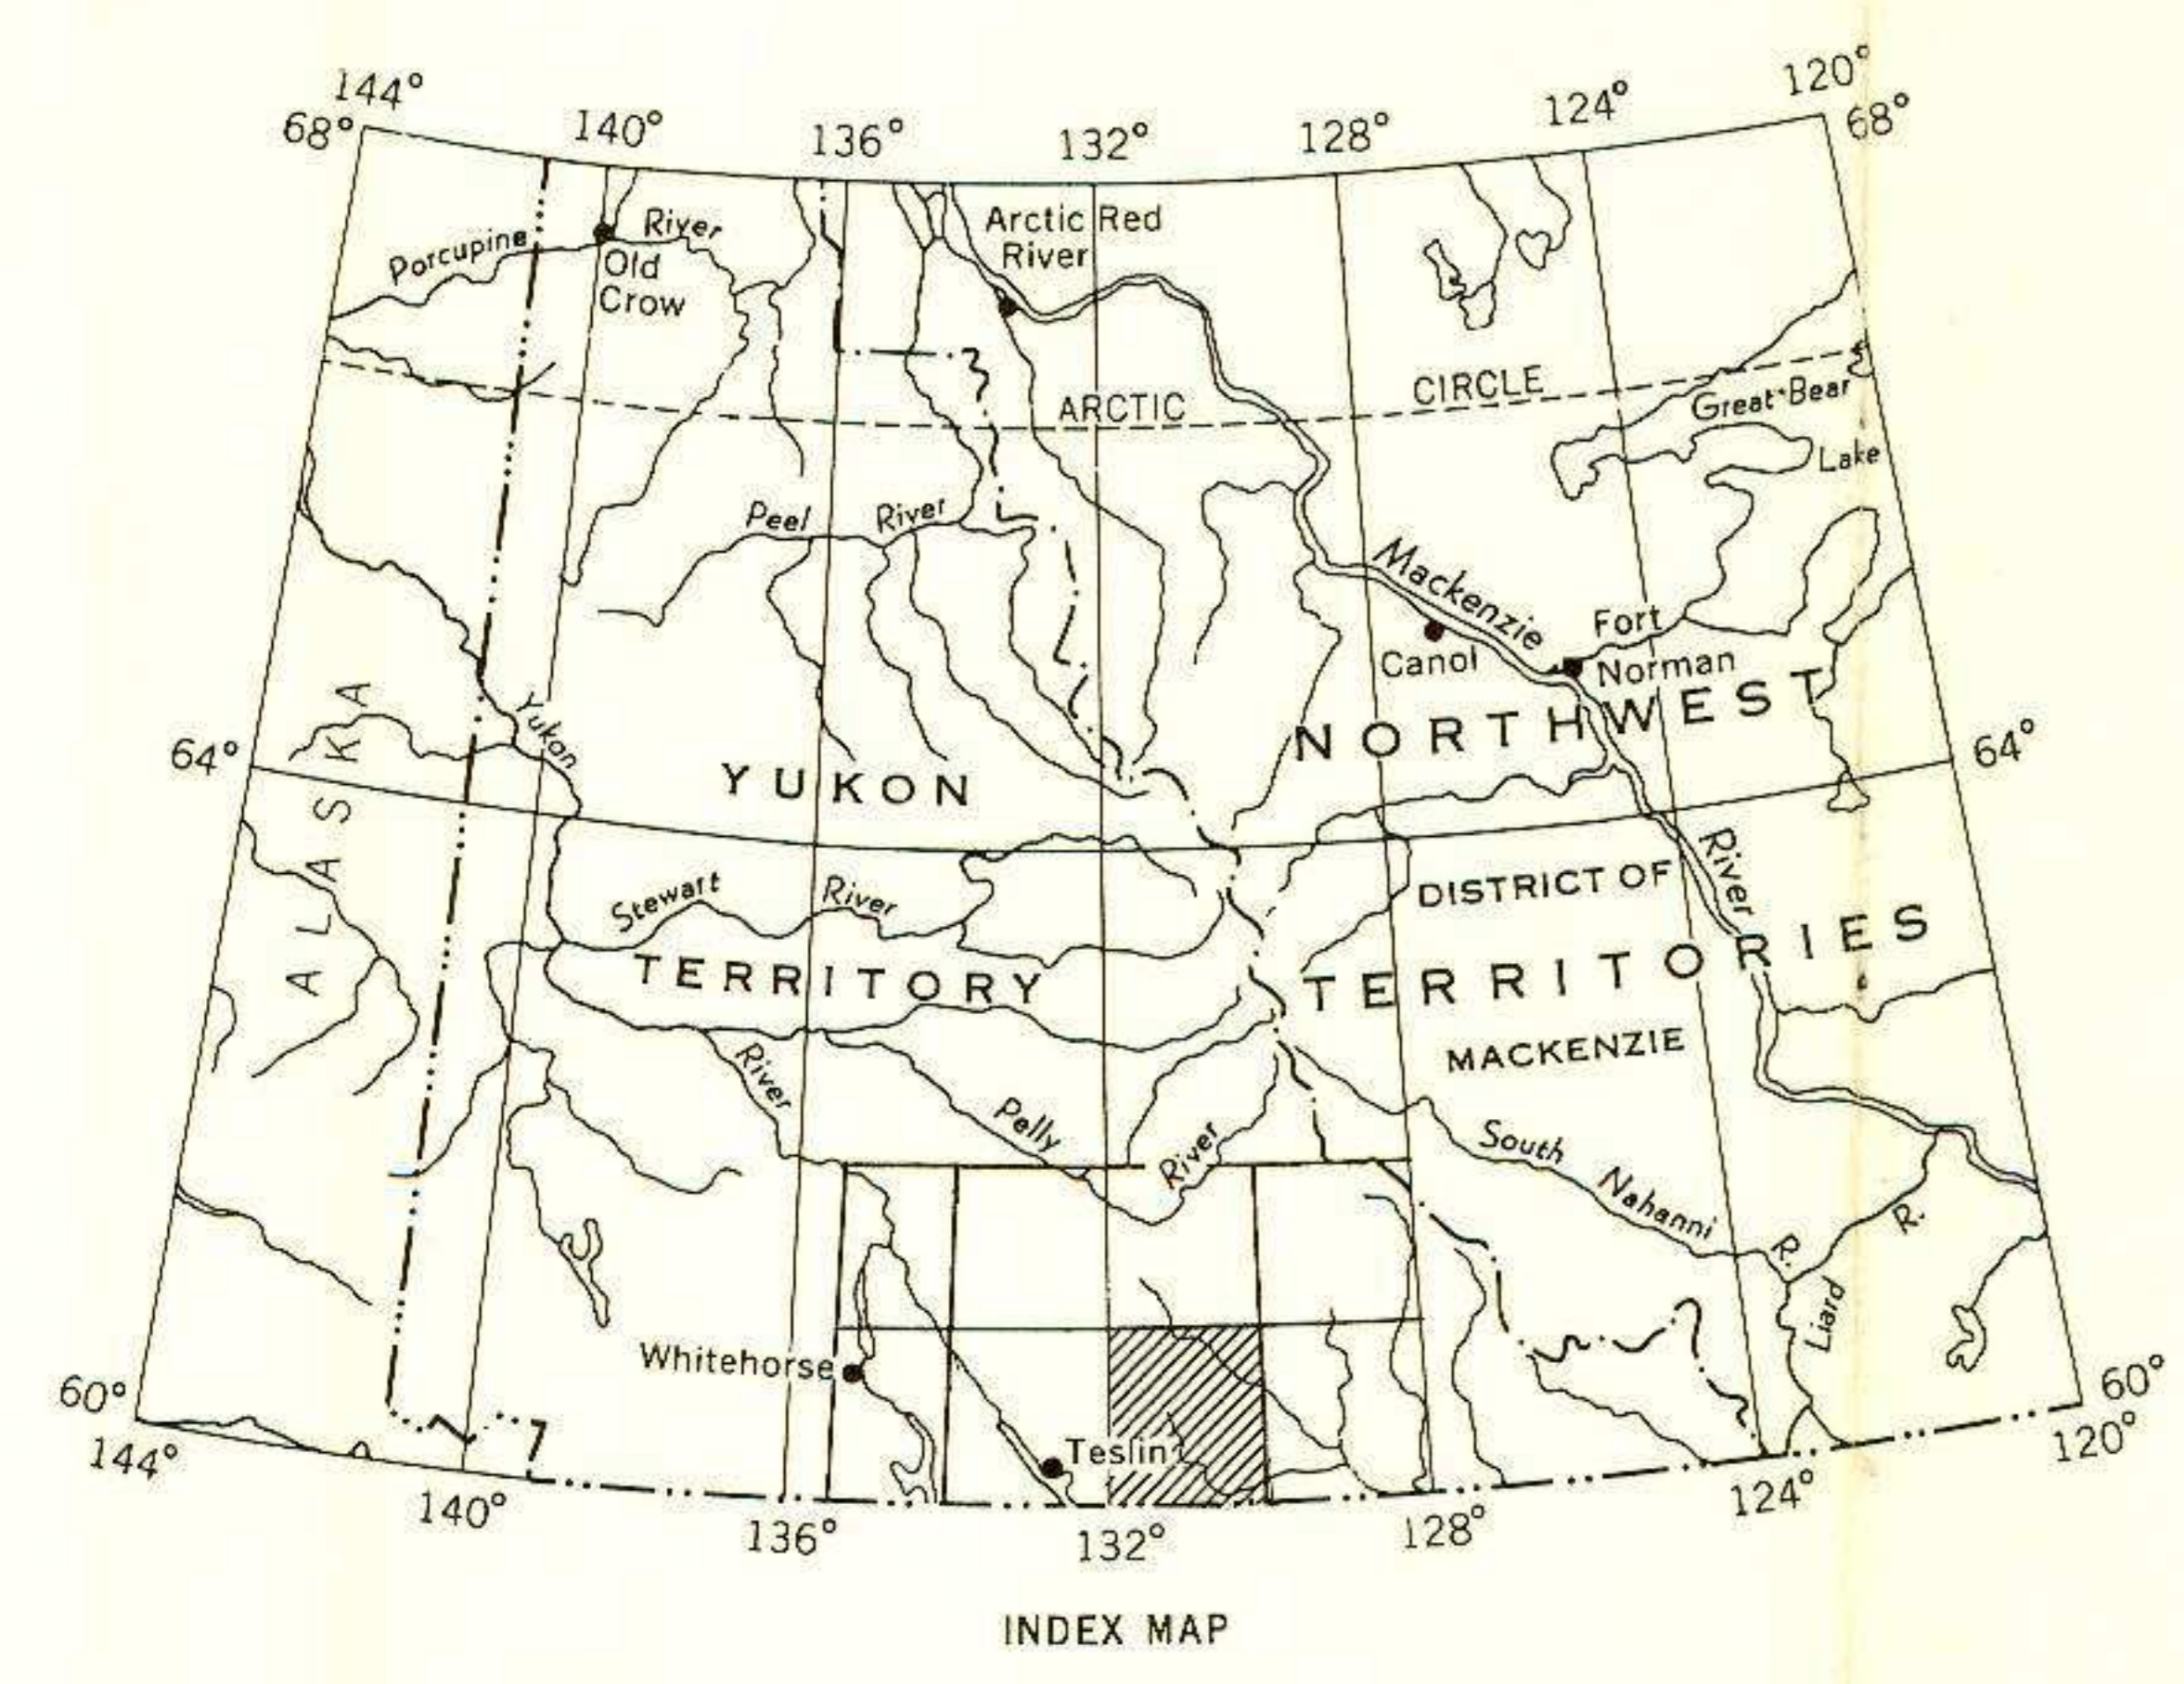 144°
140°
136°
132°
128°
124°
120°
68°
68°
Porcupine River
Old
Crow
Arctic Red
River
ARCTIC CIRCLE
Great Bear
Lake
Peel River
Mackenzie
Fort
Norman
Canol
ALASKA
Yukon
64°
64°
YUKON
NORTHWEST
Stewart River
DISTRICT OF
River
TERRITORY
TERRITORIES
MACKENZIE
River
Pelly River
South Nahanni R.
R.
Liard
Whitehorse
Teslin
60°
60°
144°
140°
136°
132°
128°
124°
120°
INDEX MAP